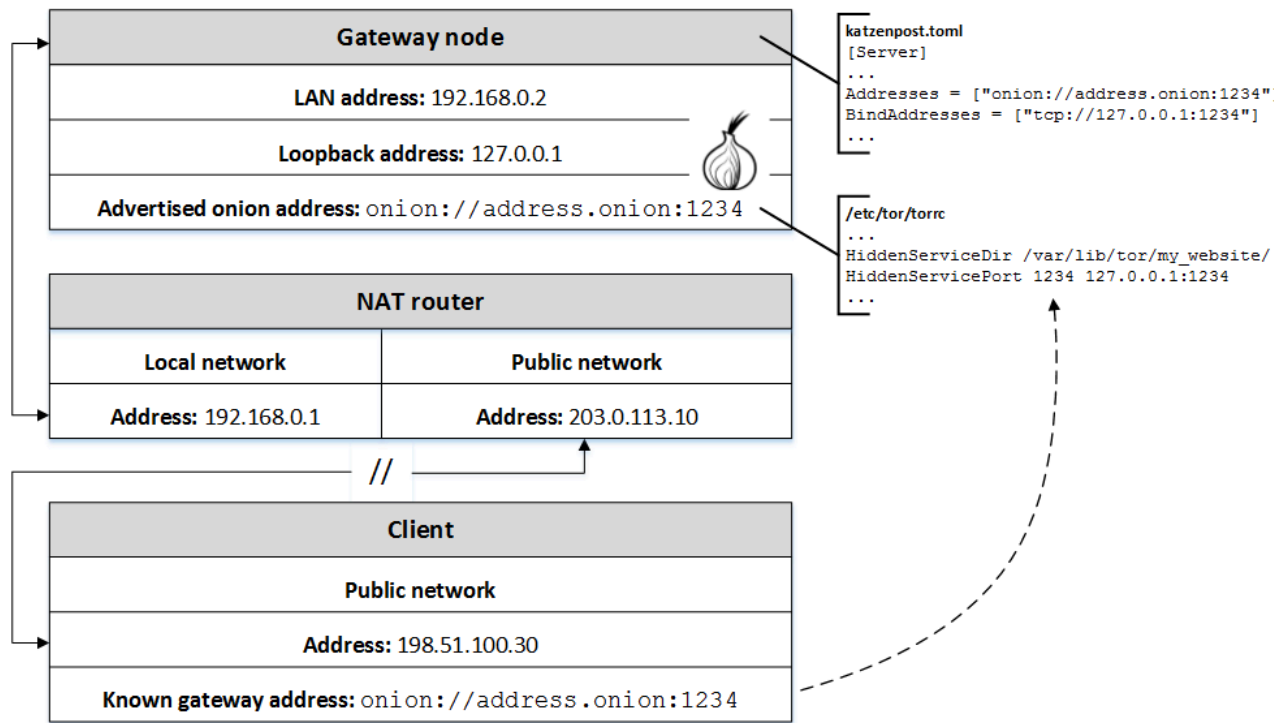 Gateway node
LAN address: 192.168.0.2
Loopback address: 127.0.0.1
Advertised onion address: onion://address.onion:1234
katzenpost.toml
[Server]
...
Addresses = ["onion://address.onion:1234"]
BindAddresses = ["tcp://127.0.0.1:1234"]
...
/etc/tor/torrc
...
HiddenServiceDir /var/lib/tor/my_website/
HiddenServicePort 1234 127.0.0.1:1234
...
NAT router
Local network
Public network
Address: 192.168.0.1
Address: 203.0.113.10
//
Client
Public network
Address: 198.51.100.30
Known gateway address: onion://address.onion:1234